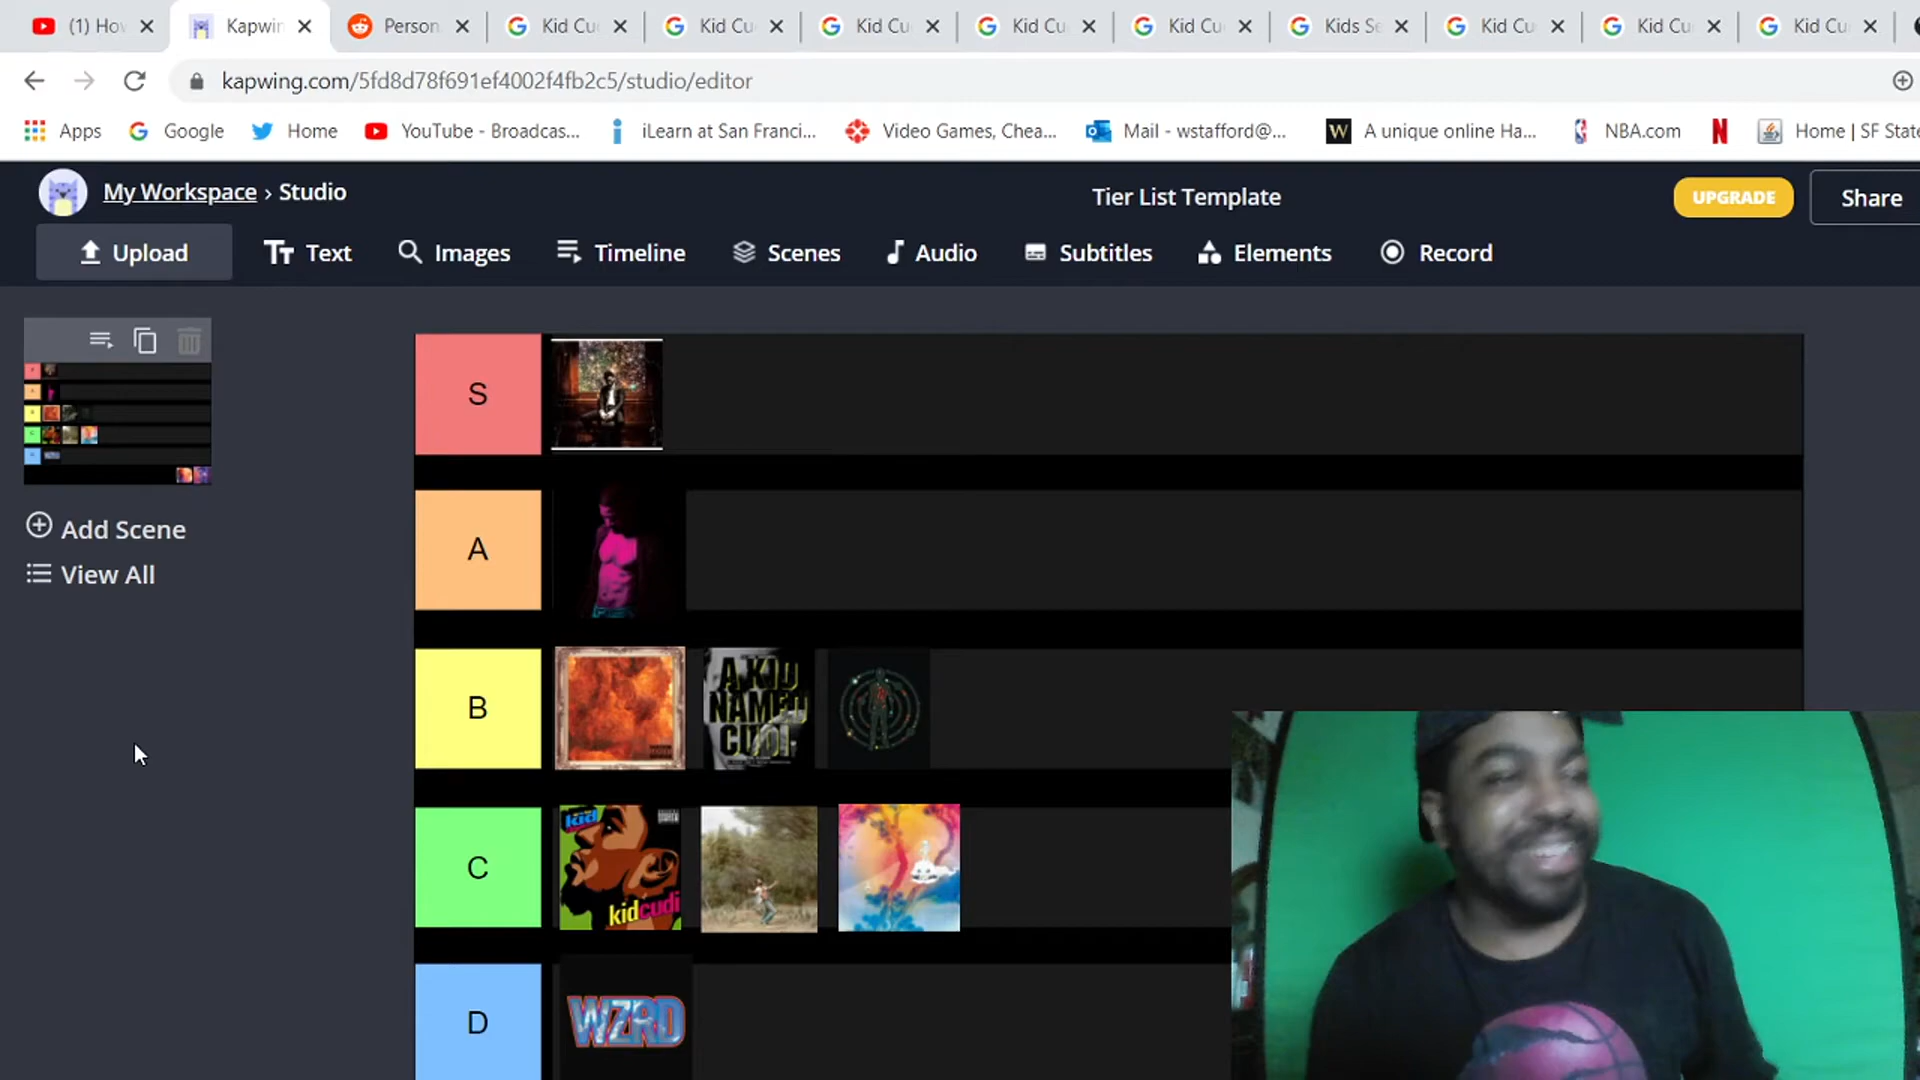 (1) Hov
Kapwin
Person
Kid Cu
Kid Cu
Kid Cu
Kid Cu
Kid Cu
Kids Se
Kid Cu
Kid Cu
Kid Cu
kapwing.com/5fd8d78f691ef4002f4fb2c5/studio/editor
Apps
Google
Home
YouTube - Broadcas...
iLearn at San Franci...
Video Games, Chea...
Mail - wstafford@...
W
A unique online Ha...
NBA.com
N
Home | SF State
My Workspace › Studio
Tier List Template
UPGRADE
Share
Upload
Text
Images
Timeline
Scenes
Audio
Subtitles
Elements
Record
Add Scene
View All
S
A
B
A KID
NAMED
CUDI
C
kid
kid cudi
D
WZRD